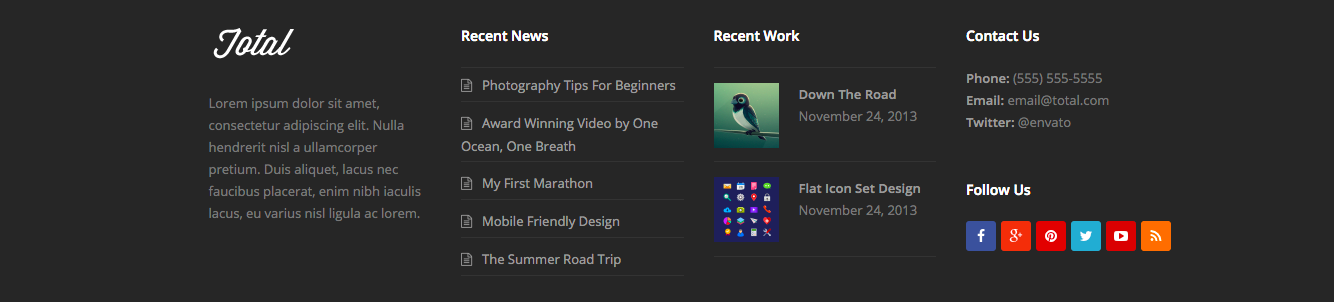 Total
Lorem ipsum dolor sit amet,
consectetur adipiscing elit. Nulla
hendrerit nisl a ullamcorper
pretium. Duis aliquet, lacus nec
faucibus placerat, enim nibh iaculis
lacus, eu varius nisl ligula ac lorem.
Recent News
Photography Tips For Beginners
Award Winning Video by One
Ocean, One Breath
My First Marathon
Mobile Friendly Design
The Summer Road Trip
Recent Work
Down The Road
November 24, 2013
Flat Icon Set Design
November 24, 2013
Contact Us
Phone: (555) 555-5555
Email: email@total.com
Twitter: @envato
Follow Us